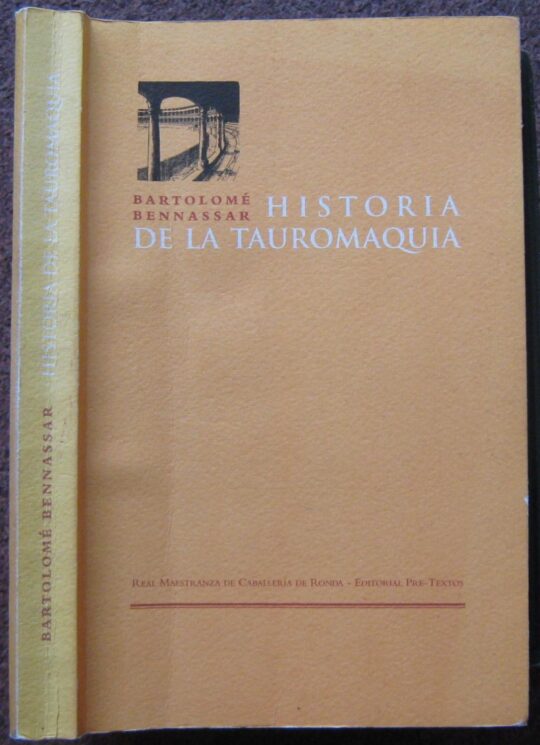 BARTOLOMÉ
BENNASSAR
HISTORIA
DE LA TAUROMAQUIA
REAL MAESTRANZA DE CABALLERÍA DE RONDA - EDITORIAL PRE-TEXTOS
BARTOLOMÉ BENNASSAR HISTORIA DE LA TAUROMAQUIA